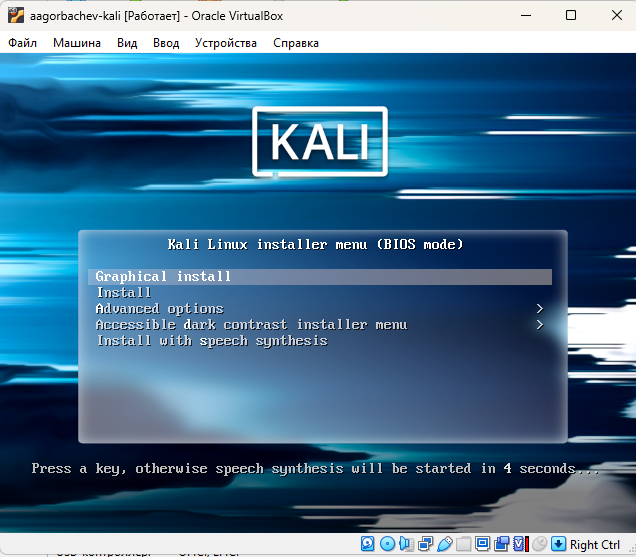 aagorbachev-kali [Работает] - Oracle VirtualBox
Файл Машина Вид Ввод Устройства Справка
KALI
Kali Linux installer menu (BIOS mode)
Graphical install
Install
Advanced options >
Accessible dark contrast installer menu >
Install with speech synthesis
Press a key, otherwise speech synthesis will be started in 4 seconds...
Right Ctrl